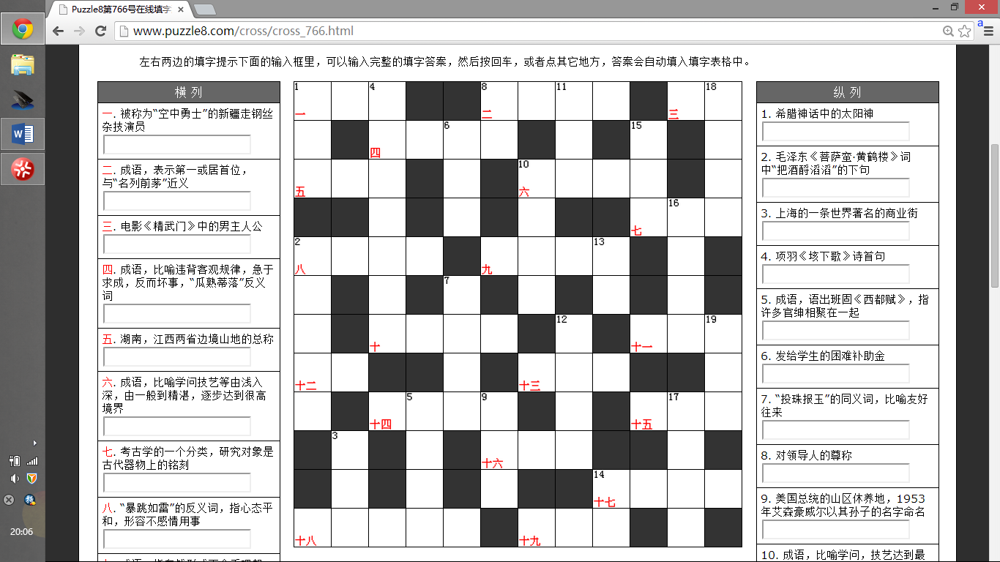 Puzzle8第766号在线填字
www.puzzle8.com/cross/cross_766.html
a
左右两边的填字提示下面的输入框里，可以输入完整的填字答案，然后按回车，或者点其它地方，答案会自动填入填字表格中。
横 列
一. 被称为“空中勇士”的新疆走钢丝
杂技演员
二. 成语，表示第一或居首位，
与“名列前茅”近义
三. 电影《精武门》中的男主人公
四. 成语，比喻违背客观规律，急于
求成，反而坏事，“瓜熟蒂落”反义
词
五. 湖南，江西两省边境山地的总称
六. 成语，比喻学问技艺等由浅入
深，由一般到精湛，逐步达到很高
境界
七. 考古学的一个分类，研究对象是
古代器物上的铭刻
八. “暴跳如雷”的反义词，指心态平
和，形容不感情用事
1 4 8 11 18
一 二 三
6 15
四
10
五 六
16
七
2 13
八 九
7
12 19
十 十一
十二 十三
5 9 17
十四 十五
3
十六
14
十七
十八 十九
纵 列
1. 希腊神话中的太阳神
2. 毛泽东《菩萨蛮·黄鹤楼》词
中“把酒酹滔滔”的下句
3. 上海的一条世界著名的商业街
4. 项羽《垓下歌》诗首句
5. 成语，语出班固《西都赋》，指
许多官绅相聚在一起
6. 发给学生的困难补助金
7. “投珠报玉”的同义词，比喻友好
往来
8. 对领导人的尊称
9. 美国总统的山区休养地，1953
年艾森豪威尔以其孙子的名字命名
10. 成语，比喻学问，技艺达到最
20:06